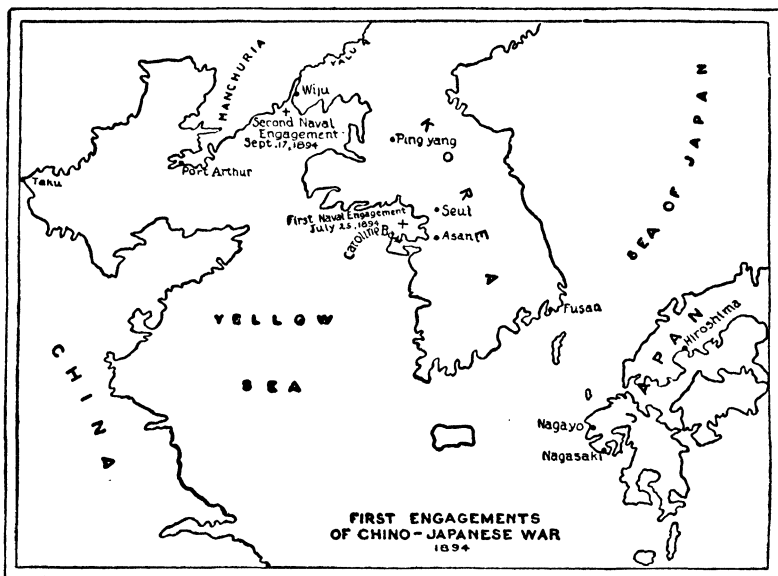 MANCHURIA
YALU R
Wiju
Second Naval
Engagement
Sept. 17, 1894
Ping yang
Port Arthur
Taku
KOREA
First Naval Engagement
July 25, 1894
Caroline B.
Seul
Asan
SEA OF JAPAN
YELLOW
SEA
CHINA
Fusan
JAPAN
Hiroshima
Nagayo
Nagasaki
FIRST ENGAGEMENTS
OF CHINO-JAPANESE WAR
1894